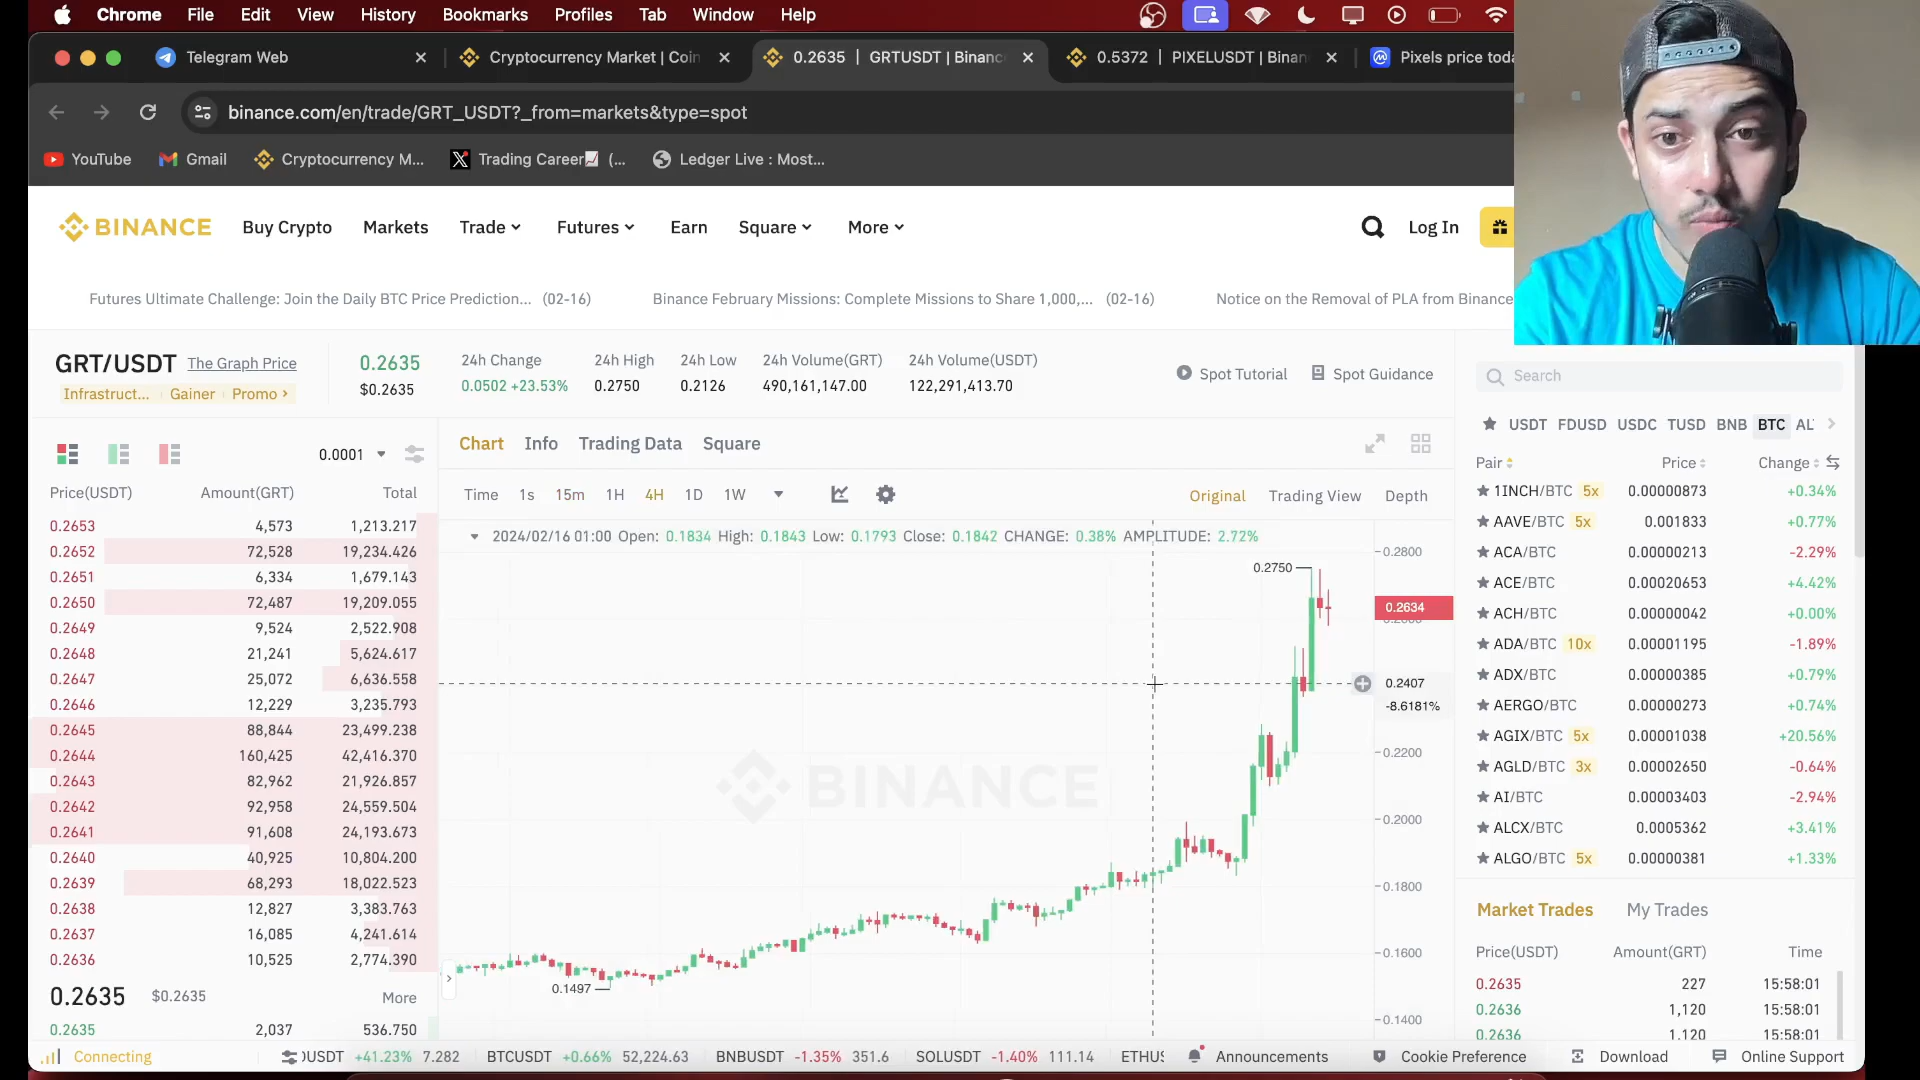 Chrome File Edit View History Bookmarks Profiles Tab Window Help
Telegram Web
Cryptocurrency Market | Coin
0.2635 | GRTUSDT | Binanc
0.5372 | PIXELUSDT | Binan
Pixels price toda
binance.com/en/trade/GRT_USDT?_from=markets&type=spot
YouTube Gmail Cryptocurrency M... Trading Career (... Ledger Live : Most...
BINANCE Buy Crypto Markets Trade Futures Earn Square More Log In
Futures Ultimate Challenge: Join the Daily BTC Price Prediction... (02-16) Binance February Missions: Complete Missions to Share 1,000,... (02-16) Notice on the Removal of PLA from Binance
GRT/USDT The Graph Price
Infrastruct... Gainer Promo
0.2635
$0.2635
24h Change
0.0502 +23.53%
24h High
0.2750
24h Low
0.2126
24h Volume(GRT)
490,161,147.00
24h Volume(USDT)
122,291,413.70
Spot Tutorial Spot Guidance
0.0001
Price(USDT) Amount(GRT) Total
0.2653 4,573 1,213.217
0.2652 72,528 19,234.426
0.2651 6,334 1,679.143
0.2650 72,487 19,209.055
0.2649 9,524 2,522.908
0.2648 21,241 5,624.617
0.2647 25,072 6,636.558
0.2646 12,229 3,235.793
0.2645 88,844 23,499.238
0.2644 160,425 42,416.370
0.2643 82,962 21,926.857
0.2642 92,958 24,559.504
0.2641 91,608 24,193.673
0.2640 40,925 10,804.200
0.2639 68,293 18,022.523
0.2638 12,827 3,383.763
0.2637 16,085 4,241.614
0.2636 10,525 2,774.390
0.2635 $0.2635 More
0.2635 2,037 536.750
Chart Info Trading Data Square
Time 1s 15m 1H 4H 1D 1W
Original Trading View Depth
2024/02/16 01:00 Open: 0.1834 High: 0.1843 Low: 0.1793 Close: 0.1842 CHANGE: 0.38% AMPLITUDE: 2.72%
0.2800
0.2750
0.2634
0.2407
-8.6181%
0.2200
BINANCE
0.2000
0.1800
0.1600
0.1497
0.1400
Search
USDT FDUSD USDC TUSD BNB BTC AL
Pair Price Change
1INCH/BTC 5x 0.00000873 +0.34%
AAVE/BTC 5x 0.001833 +0.77%
ACA/BTC 0.00000213 -2.29%
ACE/BTC 0.00020653 +4.42%
ACH/BTC 0.00000042 +0.00%
ADA/BTC 10x 0.00001195 -1.89%
ADX/BTC 0.00000385 +0.79%
AERGO/BTC 0.00000273 +0.74%
AGIX/BTC 5x 0.00001038 +20.56%
AGLD/BTC 3x 0.00002650 -0.64%
AI/BTC 0.00003403 -2.94%
ALCX/BTC 0.0005362 +3.41%
ALGO/BTC 5x 0.00000381 +1.33%
Market Trades My Trades
Price(USDT) Amount(GRT) Time
0.2635 227 15:58:01
0.2636 1,120 15:58:01
0.2636 1,120 15:58:01
Connecting
USDT +41.23% 7.282 BTCUSDT +0.66% 52,224.63 BNBUSDT -1.35% 351.6 SOLUSDT -1.40% 111.14 ETHUS
Announcements Cookie Preference Download Online Support